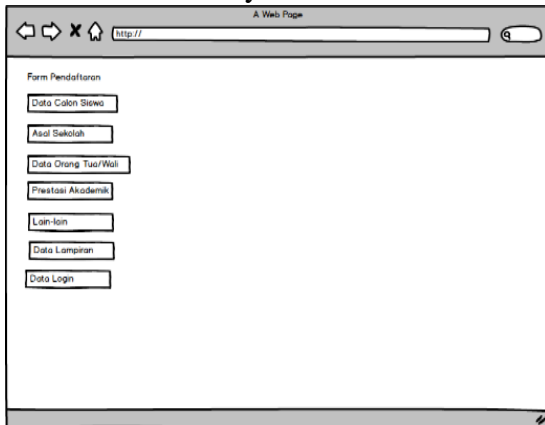 A Web Page
http://
Form Pendaftaran
Data Calon Siswa
Asal Sekolah
Data Orang Tua/Wali
Prestasi Akademik
Lain-lain
Data Lampiran
Data Login